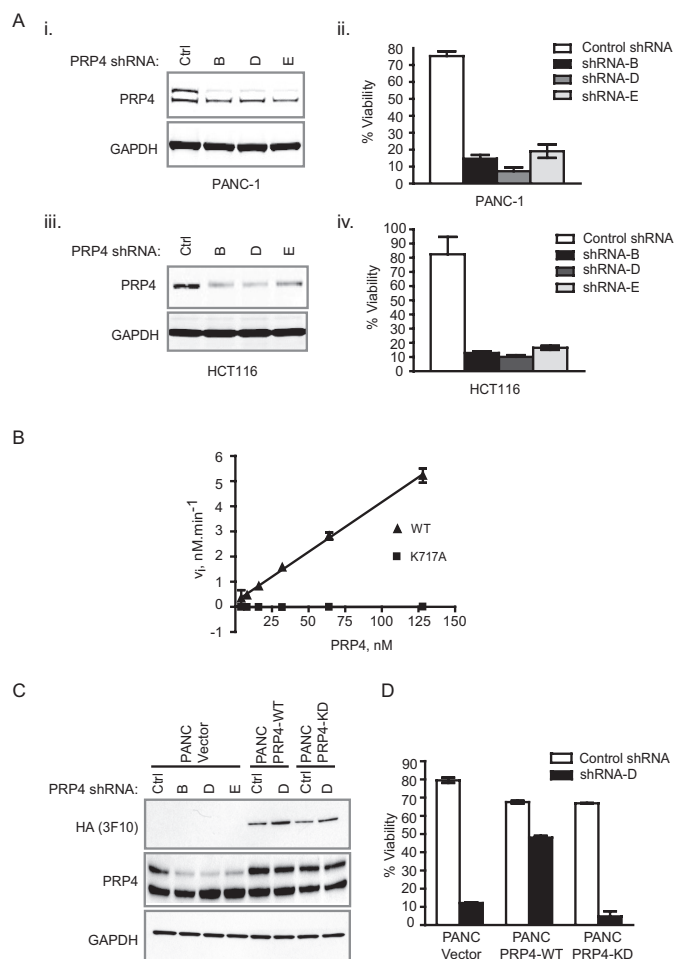 A
i.
PRP4 shRNA: Ctrl B D E
PRP4
GAPDH
PANC-1
ii.
% Viability
80
70
60
50
40
30
20
10
0
Control shRNA
shRNA-B
shRNA-D
shRNA-E
PANC-1
iii.
PRP4 shRNA: Ctrl B D E
PRP4
GAPDH
HCT116
iv.
% Viability
100
90
80
70
60
50
40
30
20
10
0
Control shRNA
shRNA-B
shRNA-D
shRNA-E
HCT116
B
vi, nM.min-1
6
5
4
3
2
1
0
-1
25 50 75 100 125 150
PRP4, nM
WT
K717A
C
PANC Vector
PANC PRP4-WT
PANC PRP4-KD
PRP4 shRNA: Ctrl B D E Ctrl D Ctrl D
HA (3F10)
PRP4
GAPDH
D
% Viability
90
80
70
60
50
40
30
20
10
0
Control shRNA
shRNA-D
PANC PANC PANC
Vector PRP4-WT PRP4-KD